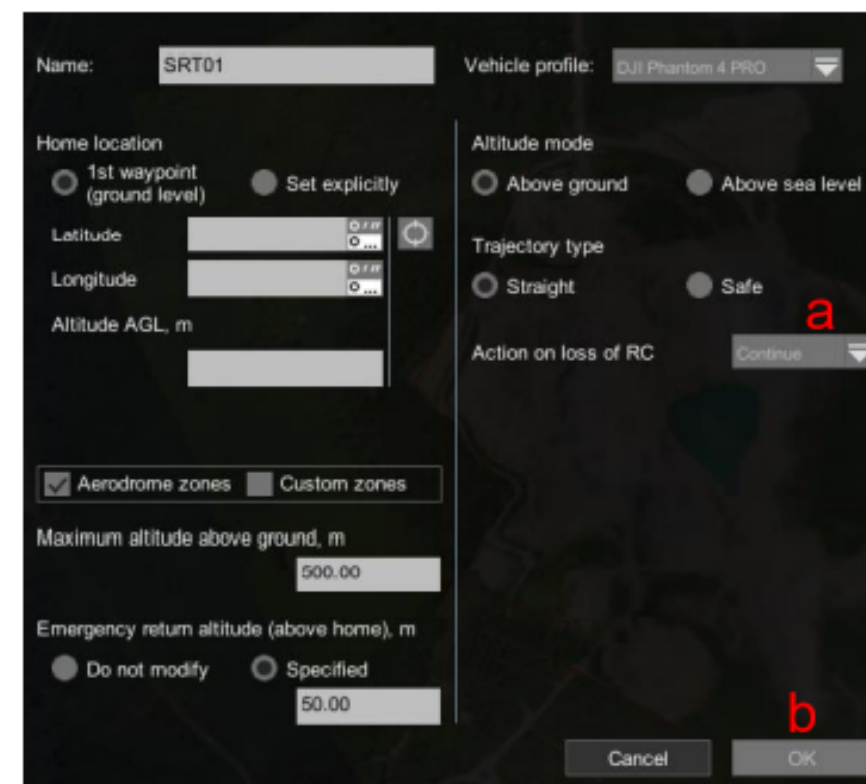 Name: SRT01 Vehicle profile: DJI Phantom 4 PRO
Home location
1st waypoint
(ground level)
Set explicitly
Latitude
Longitude
Altitude AGL, m
Aerodrome zones Custom zones
Maximum altitude above ground, m
500.00
Emergency return altitude (above home), m
Do not modify Specified
50.00
Altitude mode
Above ground Above sea level
Trajectory type
Straight Safe
a
Action on loss of RC Continue
b
Cancel OK